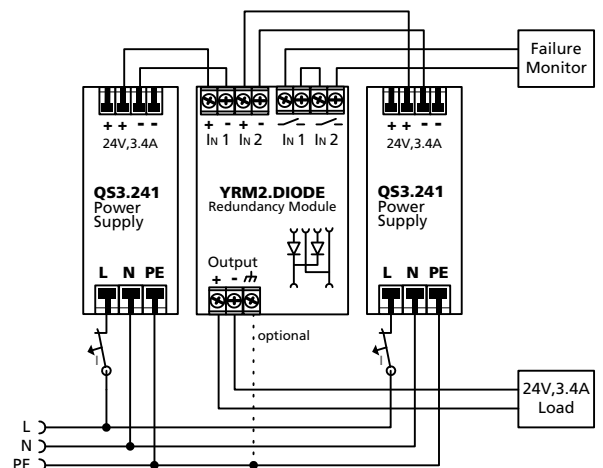 Failure
Monitor
+ + - -
24V,3.4A
QS3.241
Power
Supply
L N PE
+ - + -
IN 1 IN 2 IN 1 IN 2
YRM2.DIODE
Redundancy Module
Output
+ -
optional
+ + - -
24V,3.4A
QS3.241
Power
Supply
L N PE
I
I
24V,3.4A
Load
L
N
PE